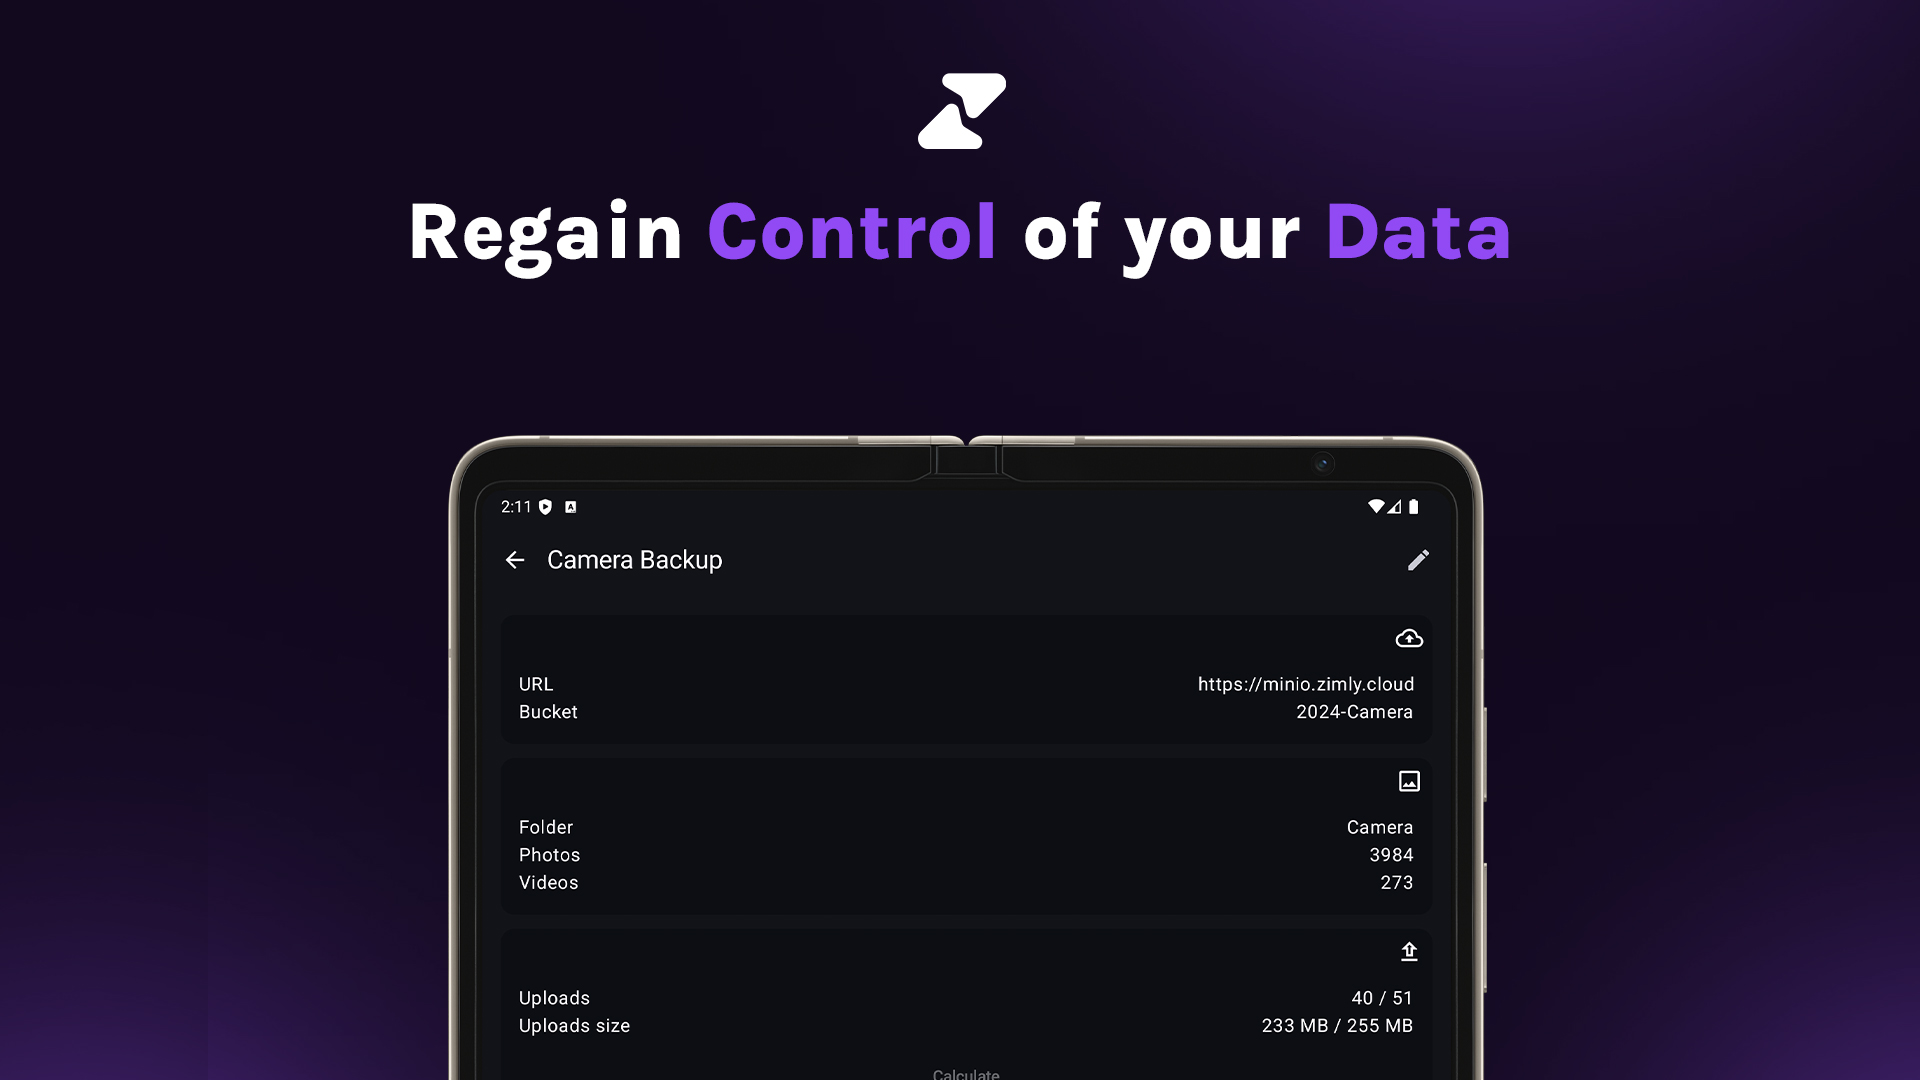 Regain Control of your Data
2:11
Camera Backup
URL https://minio.zimly.cloud
Bucket 2024-Camera
Folder Camera
Photos 3984
Videos 273
Uploads 40 / 51
Uploads size 233 MB / 255 MB
Calculate